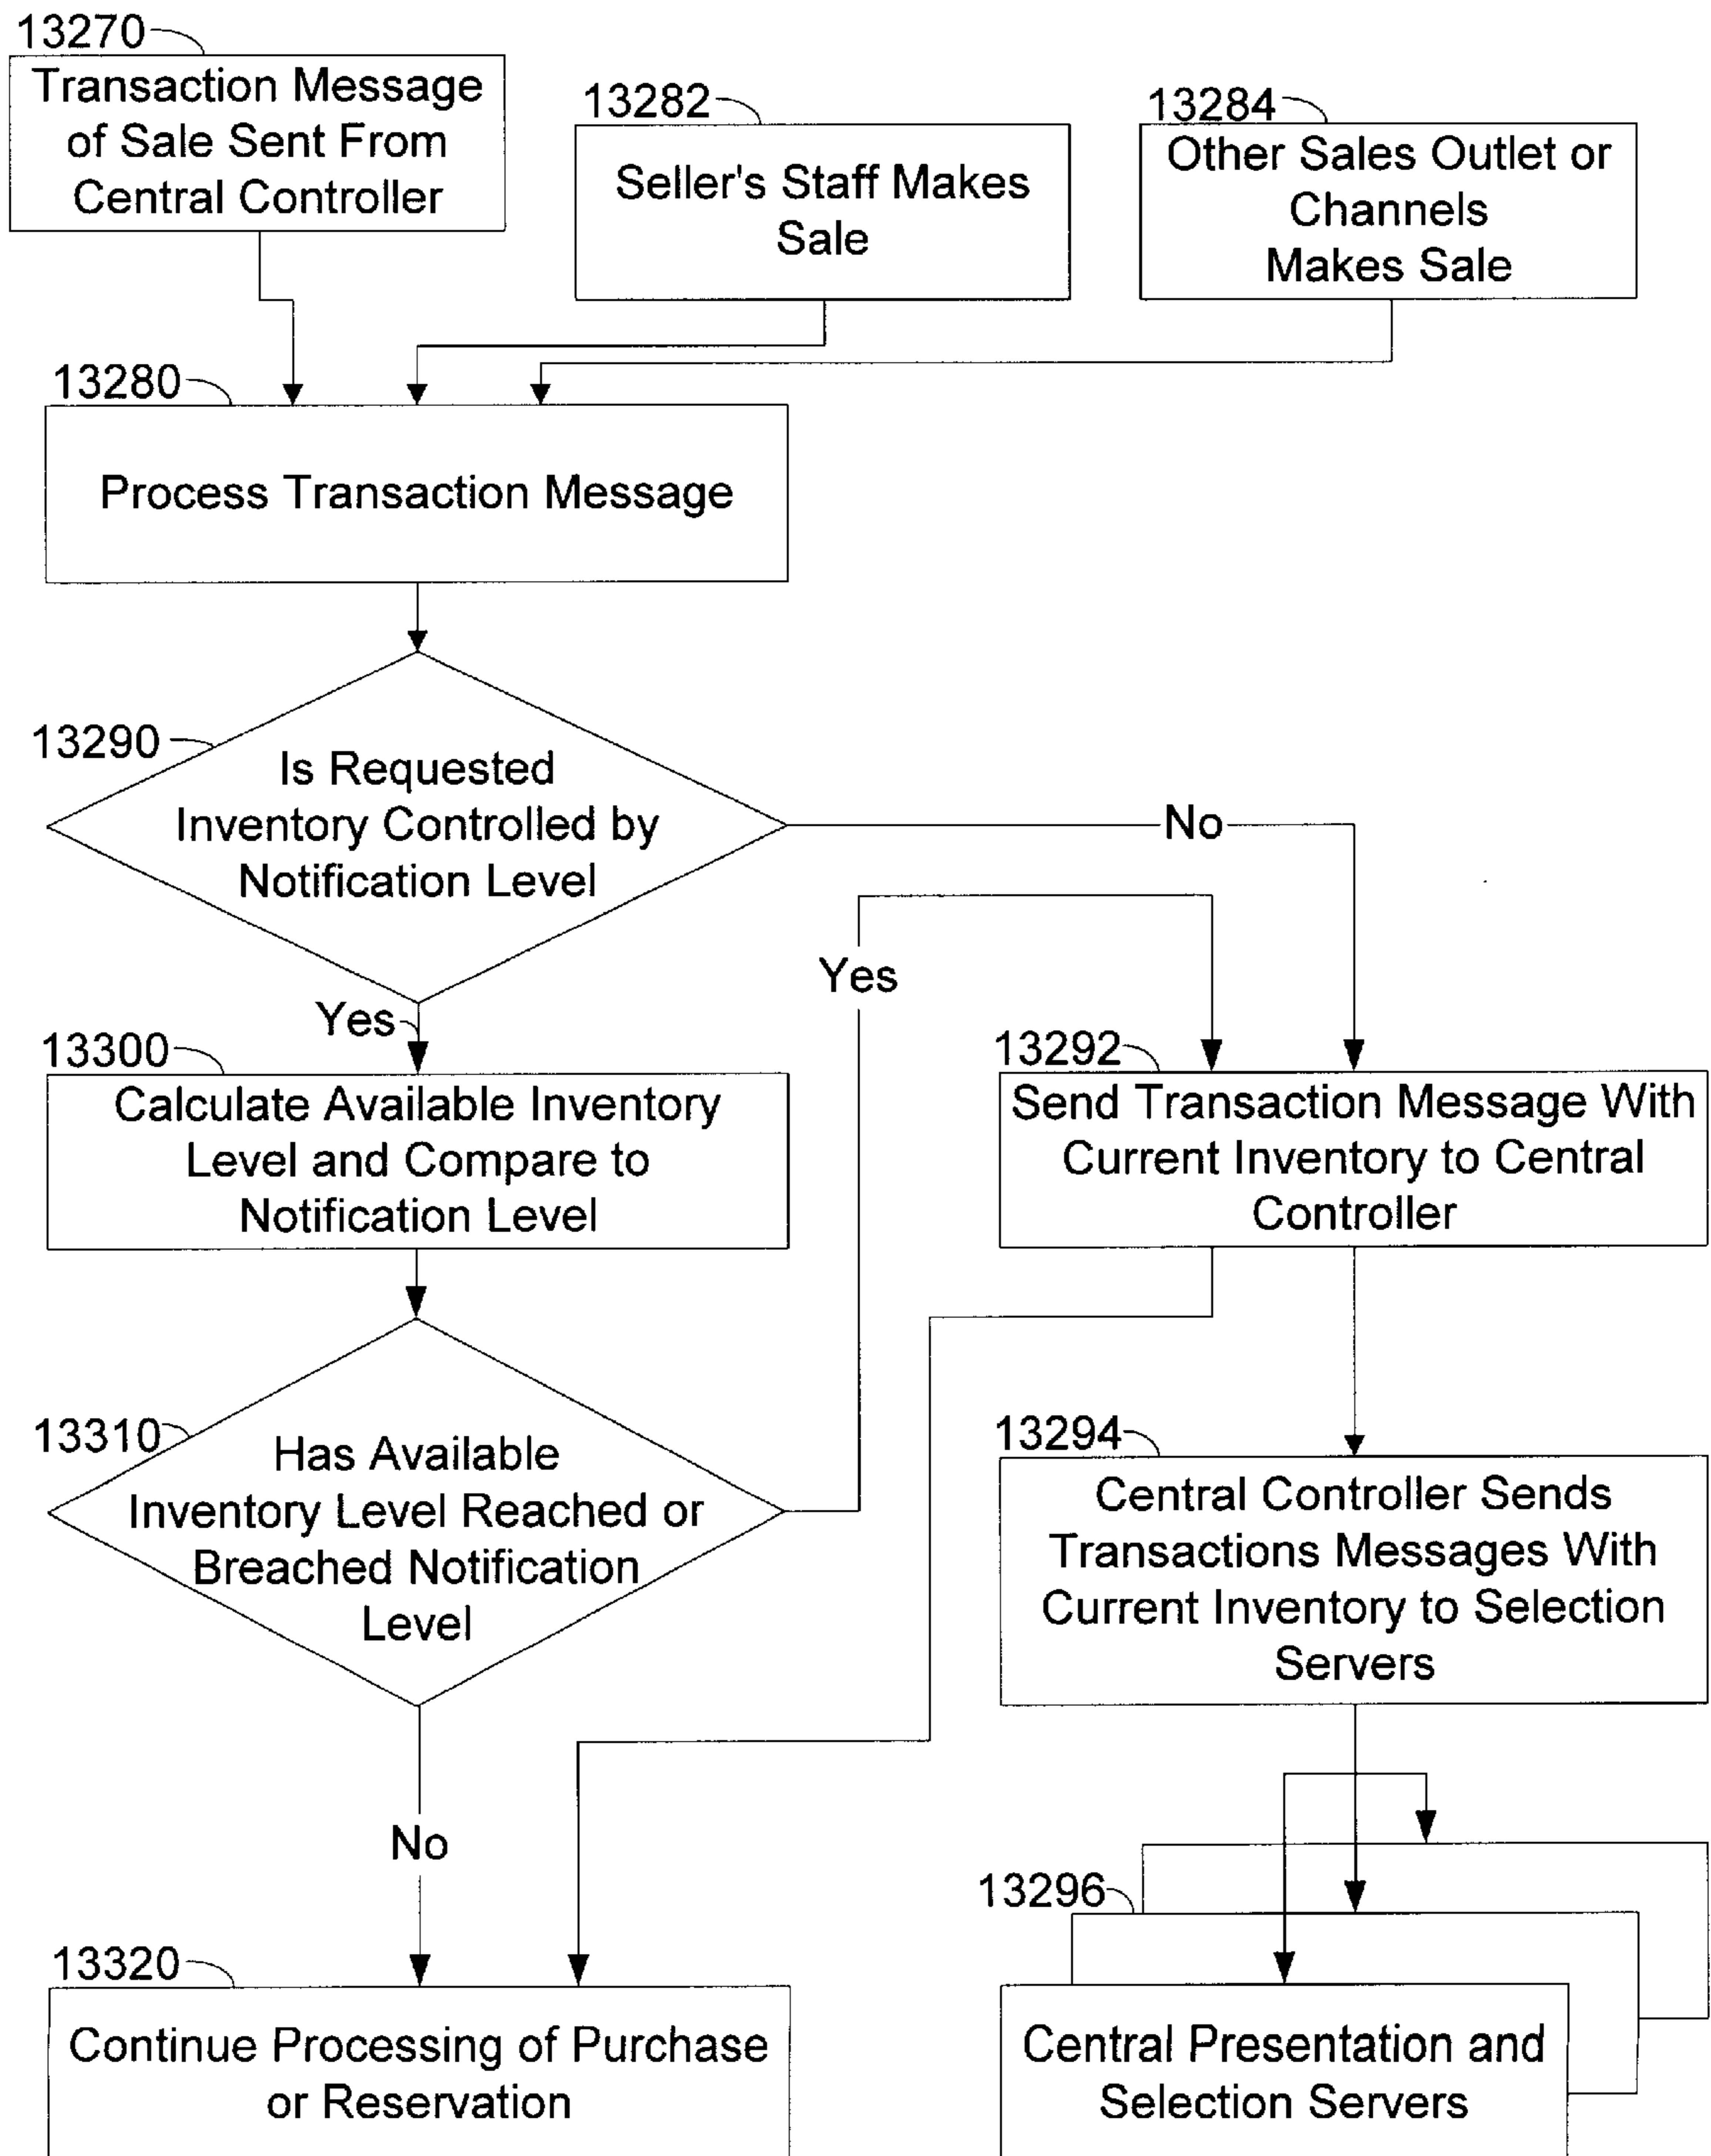 13270
Transaction Message
of Sale Sent From
Central Controller
13282
Seller's Staff Makes
Sale
13284
Other Sales Outlet or
Channels
Makes Sale
13280
Process Transaction Message
13290
Is Requested
Inventory Controlled by
Notification Level
No
Yes
Yes
13300
Calculate Available Inventory
Level and Compare to
Notification Level
13292
Send Transaction Message With
Current Inventory to Central
Controller
13310
Has Available
Inventory Level Reached or
Breached Notification
Level
13294
Central Controller Sends
Transactions Messages With
Current Inventory to Selection
Servers
No
13296
13320
Continue Processing of Purchase
or Reservation
Central Presentation and
Selection Servers